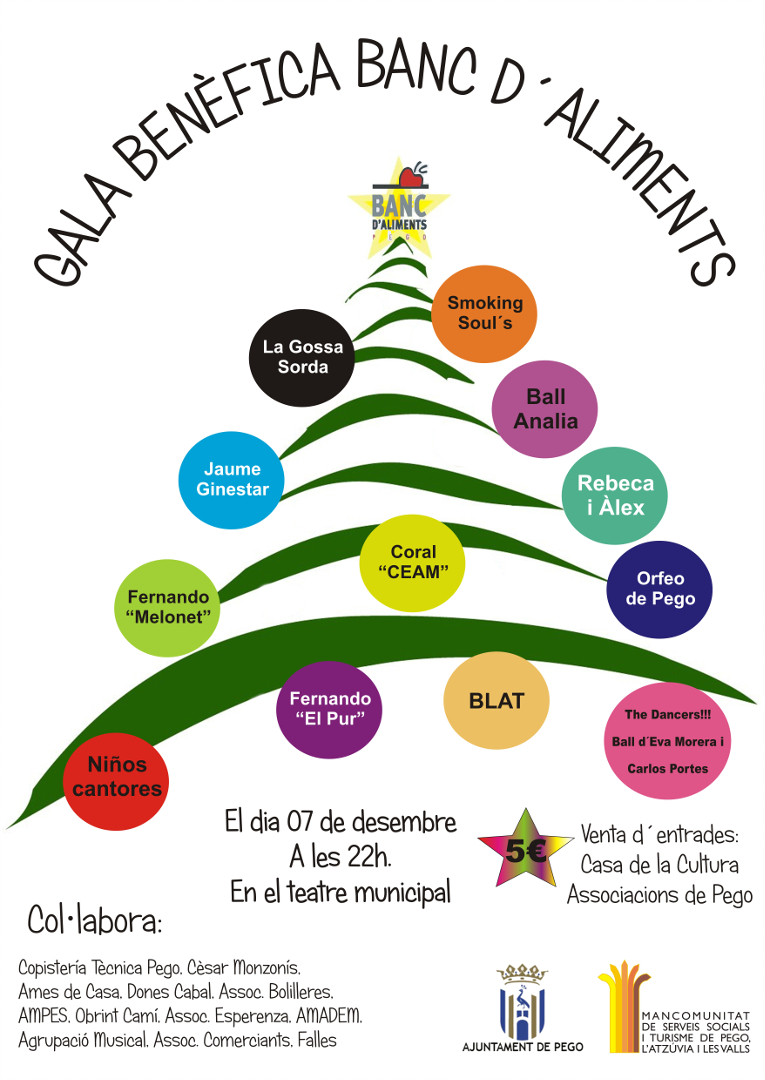 GALA BENÈFICA BANC D´ALIMENTS
BANC
D'ALIMENTS
PEGO
Smoking
Soul´s
La Gossa
Sorda
Ball
Analia
Jaume
Ginestar
Rebeca
i Àlex
Coral
“CEAM”
Orfeo
de Pego
Fernando
“Melonet”
Fernando
“El Pur”
BLAT
The Dancers!!!
Ball d´Eva Morera i
Carlos Portes
Niños
cantores
El dia 07 de desembre
A les 22h.
En el teatre municipal
5€
Venta d´entrades:
Casa de la Cultura
Associacions de Pego
Col·labora:
Copistería Tècnica Pego. Cèsar Monzonís.
Ames de Casa. Dones Cabal. Assoc. Bolilleres.
AMPES. Obrint Camí. Assoc. Esperenza. AMADEM.
Agrupació Musical. Assoc. Comerciants. Falles
AJUNTAMENT DE PEGO
MANCOMUNITAT
DE SERVEIS SOCIALS
I TURISME DE PEGO,
L'ATZÚVIA I LES VALLS